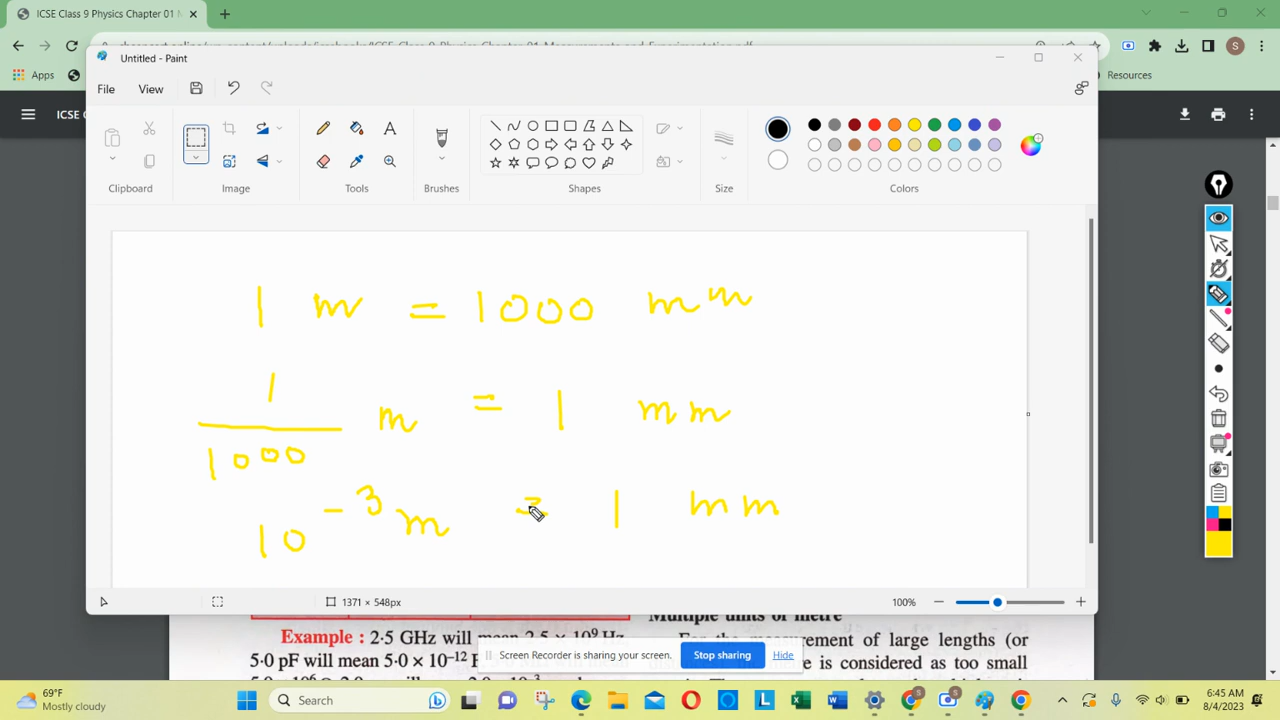 ICSE Class 9 Physics Chapter 01 M
Apps
Resources
ICSE
Untitled - Paint
File View
Clipboard Image Tools Brushes Shapes Size Colors
1 m = 1000 mm
1/1000 m = 1 mm
10⁻³ m = 1 mm
1371 × 548px 100%
Multiple units of metre
Example : 2·5 GHz will mean 2·5 × 10⁹ Hz
For the measurement of large lengths (or
5·0 pF will mean 5·0 × 10⁻¹² F
is considered as too small
Screen Recorder is sharing your screen. Stop sharing Hide
69°F
Mostly cloudy
Search
6:45 AM
8/4/2023